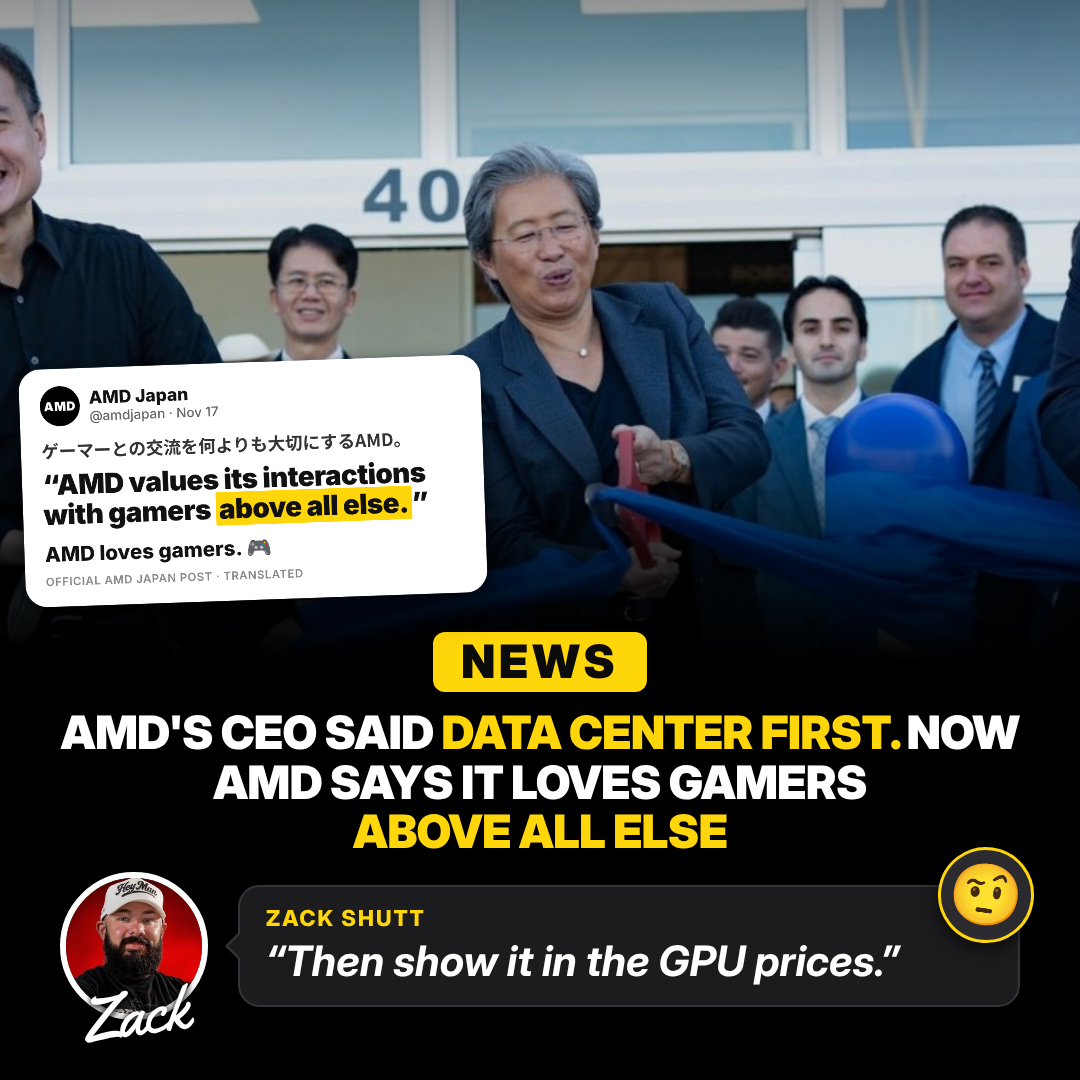 40
AMD
AMD Japan
@amdjapan · Nov 17
ゲーマーとの交流を何よりも大切にするAMD。
“AMD values its interactions
with gamers above all else.”
AMD loves gamers. 🎮
OFFICIAL AMD JAPAN POST · TRANSLATED
NEWS
AMD'S CEO SAID DATA CENTER FIRST. NOW
AMD SAYS IT LOVES GAMERS
ABOVE ALL ELSE
Hey Man
ZACK SHUTT
“Then show it in the GPU prices.”
Zack